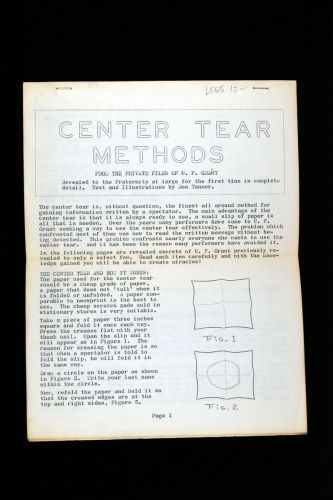 LSGS 12-
CENTER TEAR
METHODS
FROM THE PRIVATE FILES OF U. F. GRANT
Revealed to the Fraternity at large for the first time in complete
detail. Text and Illustrations by Don Tanner.
The center tear is, without question, the finest all around method for
gaining information written by a spectator. The main advantage of the
center tear is that it is always ready to use, a small slip of paper is
all that is needed. Over the years many performers have come to U. F.
Grant seeking a way to use the center tear effectively. The problem which
confronted most of them was how to read the written message without be-
ing detected. This problem confronts nearly everyone who wants to use the
center tear. And it has been the reason many performers have avoided it.
In the following pages are revealed secrets of U. F. Grant previously re-
vealed to only a select few. Read each item carefully and with the know-
ledge gained you will be able to create miracles!
THE CENTER TEAR AND HOW IT WORKS:
The paper used for the center tear
should be a cheap grade of paper,
a paper that does not 'talk' when it
is folded or unfolded. A paper com-
parable to newsprint is the best to
use. The cheap scratch pads sold in
stationary stores is very suitable.
Take a piece of paper three inches
square and fold it once each way.
Press the creases flat with your
thumb nail. Open the slip and it
will appear as in Figure 1. The
reason for creasing the paper is so
that when a spectator is told to
fold the slip, he will fold it in
the same way.
FIG. 1
Draw a circle on the paper as shown
in Figure 2. Write your last name
within the circle.
Now, refold the paper and hold it so
that the creased edges are at the
top and right sides, Figure 3.
FIG. 2
Page 1